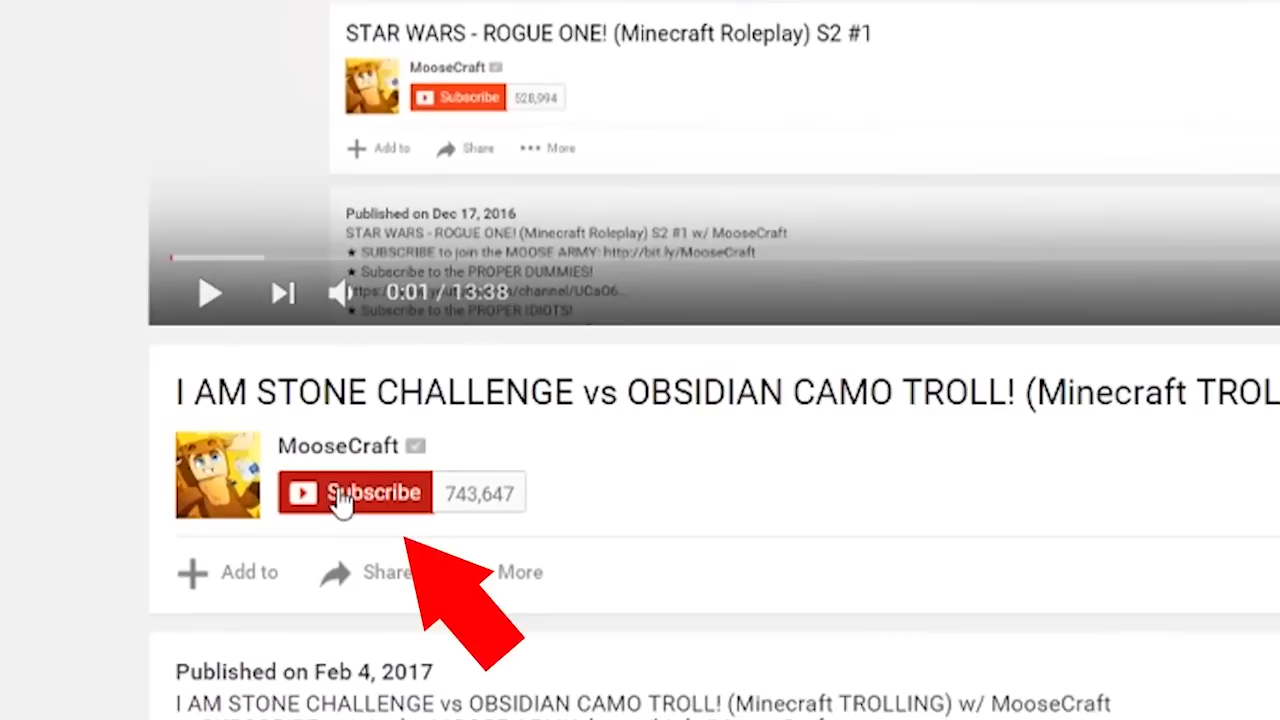 STAR WARS - ROGUE ONE! (Minecraft Roleplay) S2 #1
MooseCraft
Subscribe 528,994
Add to Share More
Published on Dec 17, 2016
STAR WARS - ROGUE ONE! (Minecraft Roleplay) S2 #1 w/ MooseCraft
★ SUBSCRIBE to join the MOOSE ARMY: http://bit.ly/MooseCraft
★ Subscribe to the PROPER DUMMIES!
0:01 / 13:38
★ Subscribe to the PROPER IDIOTS!
I AM STONE CHALLENGE vs OBSIDIAN CAMO TROLL! (Minecraft TROL
MooseCraft
Subscribe 743,647
Add to Share More
Published on Feb 4, 2017
I AM STONE CHALLENGE vs OBSIDIAN CAMO TROLL! (Minecraft TROLLING) w/ MooseCraft